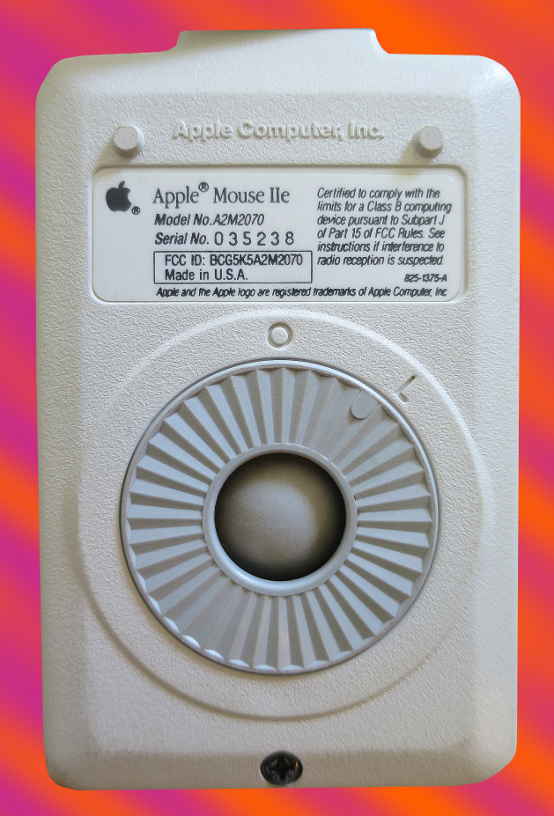 Apple Computer, Inc.
Apple® Mouse IIe
Model No. A2M2070
Serial No. 035238
FCC ID: BCG5K5A2M2070
Made in U.S.A.
Certified to comply with the
limits for a Class B computing
device pursuant to Subpart J
of Part 15 of FCC Rules. See
instructions if interference to
radio reception is suspected.
825-1375-A
Apple and the Apple logo are registered trademarks of Apple Computer, Inc.
O
L